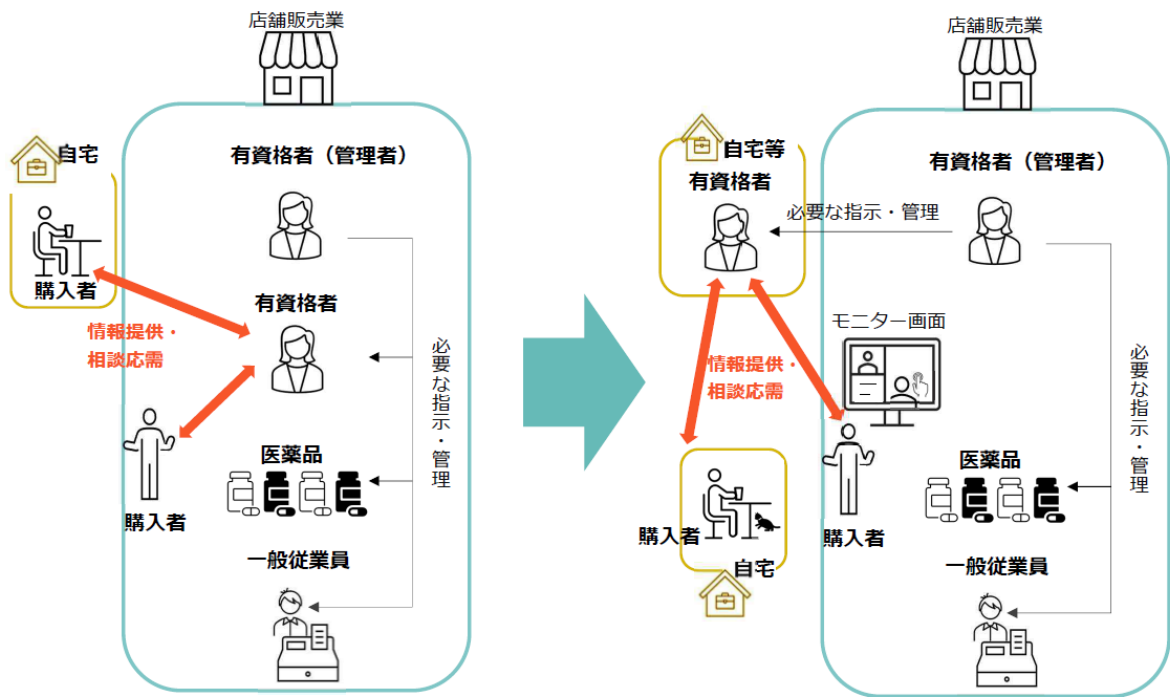 店舗販売業
自宅
有資格者（管理者）
購入者
有資格者
情報提供・
相談応需
必要な指示・管理
医薬品
購入者
一般従業員
店舗販売業
自宅等
有資格者
有資格者（管理者）
必要な指示・管理
モニター画面
情報提供・
相談応需
必要な指示・管理
医薬品
購入者
購入者
自宅
一般従業員